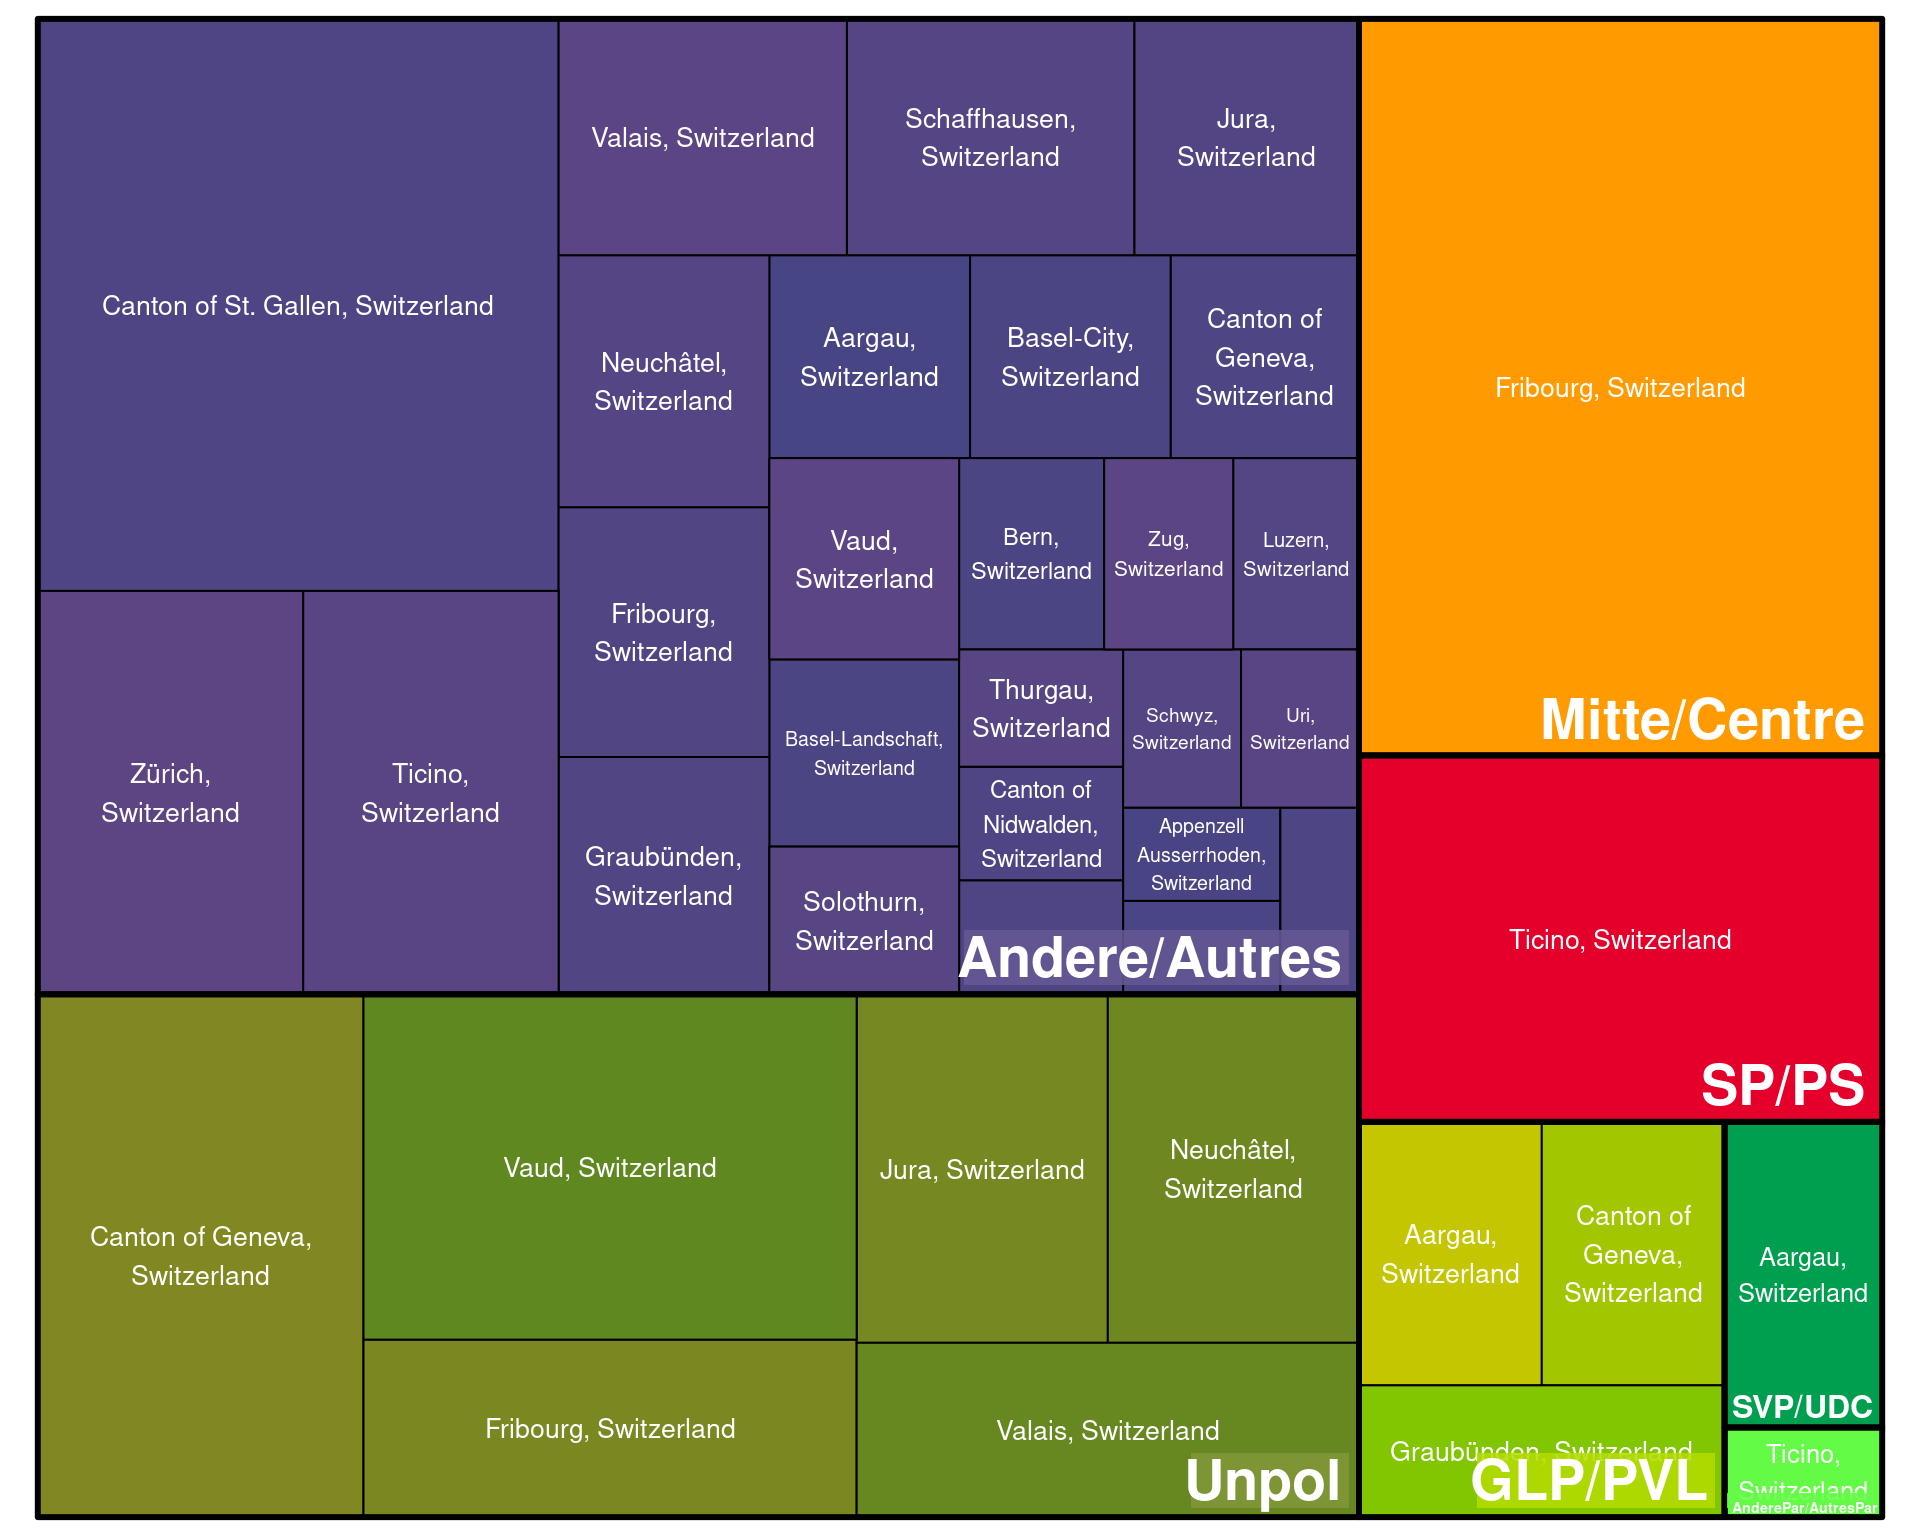 Canton of St. Gallen, Switzerland
Valais, Switzerland
Schaffhausen,
Switzerland
Jura,
Switzerland
Neuchâtel,
Switzerland
Aargau,
Switzerland
Basel-City,
Switzerland
Canton of
Geneva,
Switzerland
Fribourg,
Switzerland
Vaud,
Switzerland
Bern,
Switzerland
Zug,
Switzerland
Luzern,
Switzerland
Zürich,
Switzerland
Ticino,
Switzerland
Graubünden,
Switzerland
Basel-Landschaft,
Switzerland
Thurgau,
Switzerland
Schwyz,
Switzerland
Uri,
Switzerland
Canton of
Nidwalden,
Switzerland
Appenzell
Ausserrhoden,
Switzerland
Solothurn,
Switzerland
Andere/Autres
Fribourg, Switzerland
Mitte/Centre
Ticino, Switzerland
SP/PS
Canton of Geneva,
Switzerland
Vaud, Switzerland
Jura, Switzerland
Neuchâtel,
Switzerland
Fribourg, Switzerland
Valais, Switzerland
Unpol
Aargau,
Switzerland
Canton of
Geneva,
Switzerland
Graubünden, Switzerland
GLP/PVL
Aargau,
Switzerland
SVP/UDC
Ticino,
Switzerland
AnderePar/AutresPar